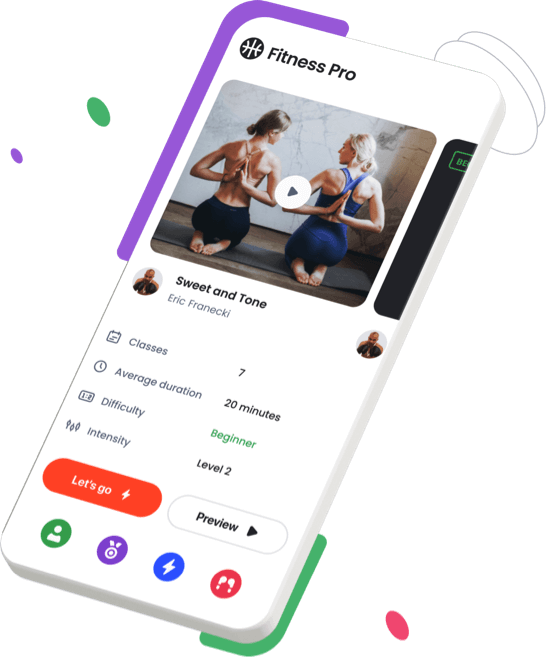 Fitness Pro
BE
Sweet and Tone
Eric Franecki
Classes
7
Average duration
20 minutes
Difficulty
Beginner
Intensity
Level 2
Let's go
Preview